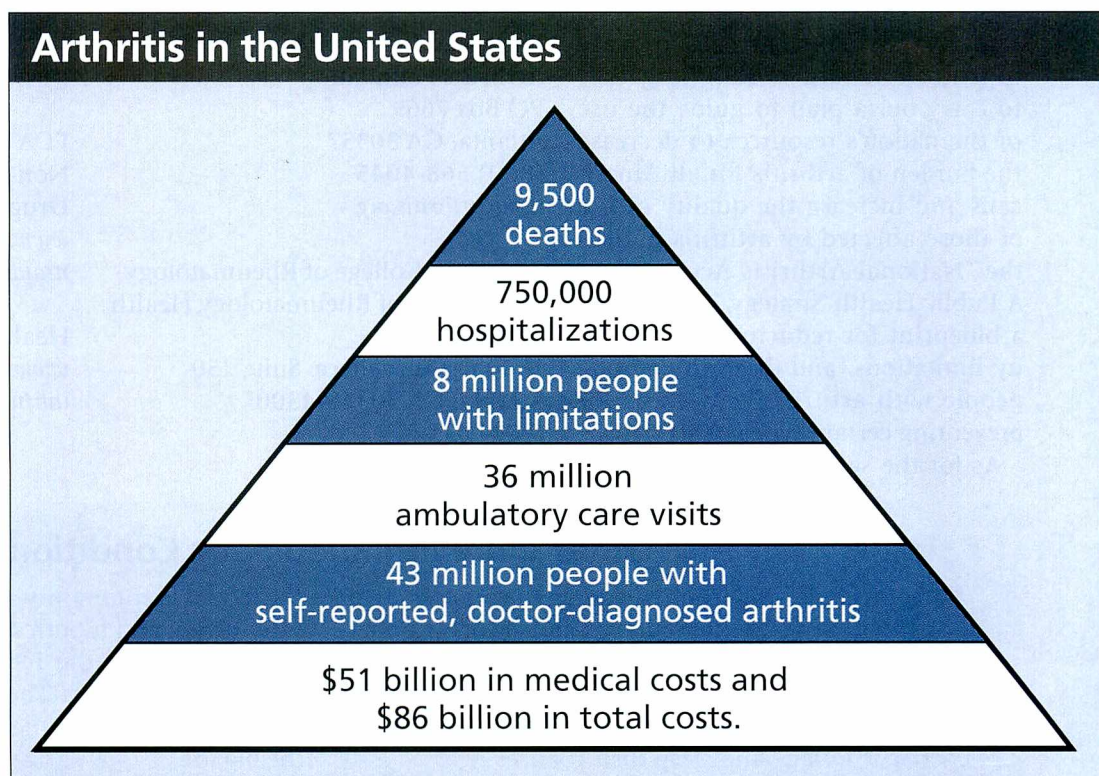 Arthritis in the United States
9,500
deaths
750,000
hospitalizations
8 million people
with limitations
36 million
ambulatory care visits
43 million people with
self-reported, doctor-diagnosed arthritis
$51 billion in medical costs and
$86 billion in total costs.